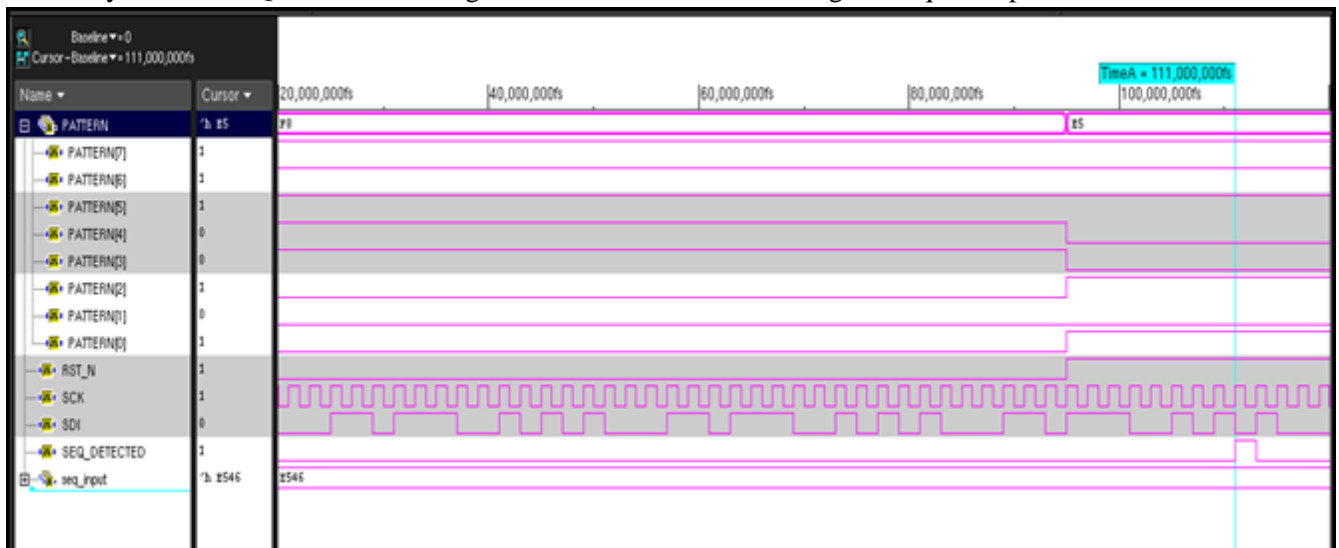 Baseline▼=0
Cursor-Baseline▼=111,000,000fs
TimeA = 111,000,000fs
Name▼ Cursor▼ 20,000,000fs 40,000,000fs 60,000,000fs 80,000,000fs 100,000,000fs
PATTERN 'h E5 F8 E5
PATTERN[7] 1
PATTERN[6] 1
PATTERN[5] 1
PATTERN[4] 0
PATTERN[3] 0
PATTERN[2] 1
PATTERN[1] 0
PATTERN[0] 1
RST_N 1
SCK 1
SDI 0
SEQ_DETECTED 1
seq_input 'h E546 E546